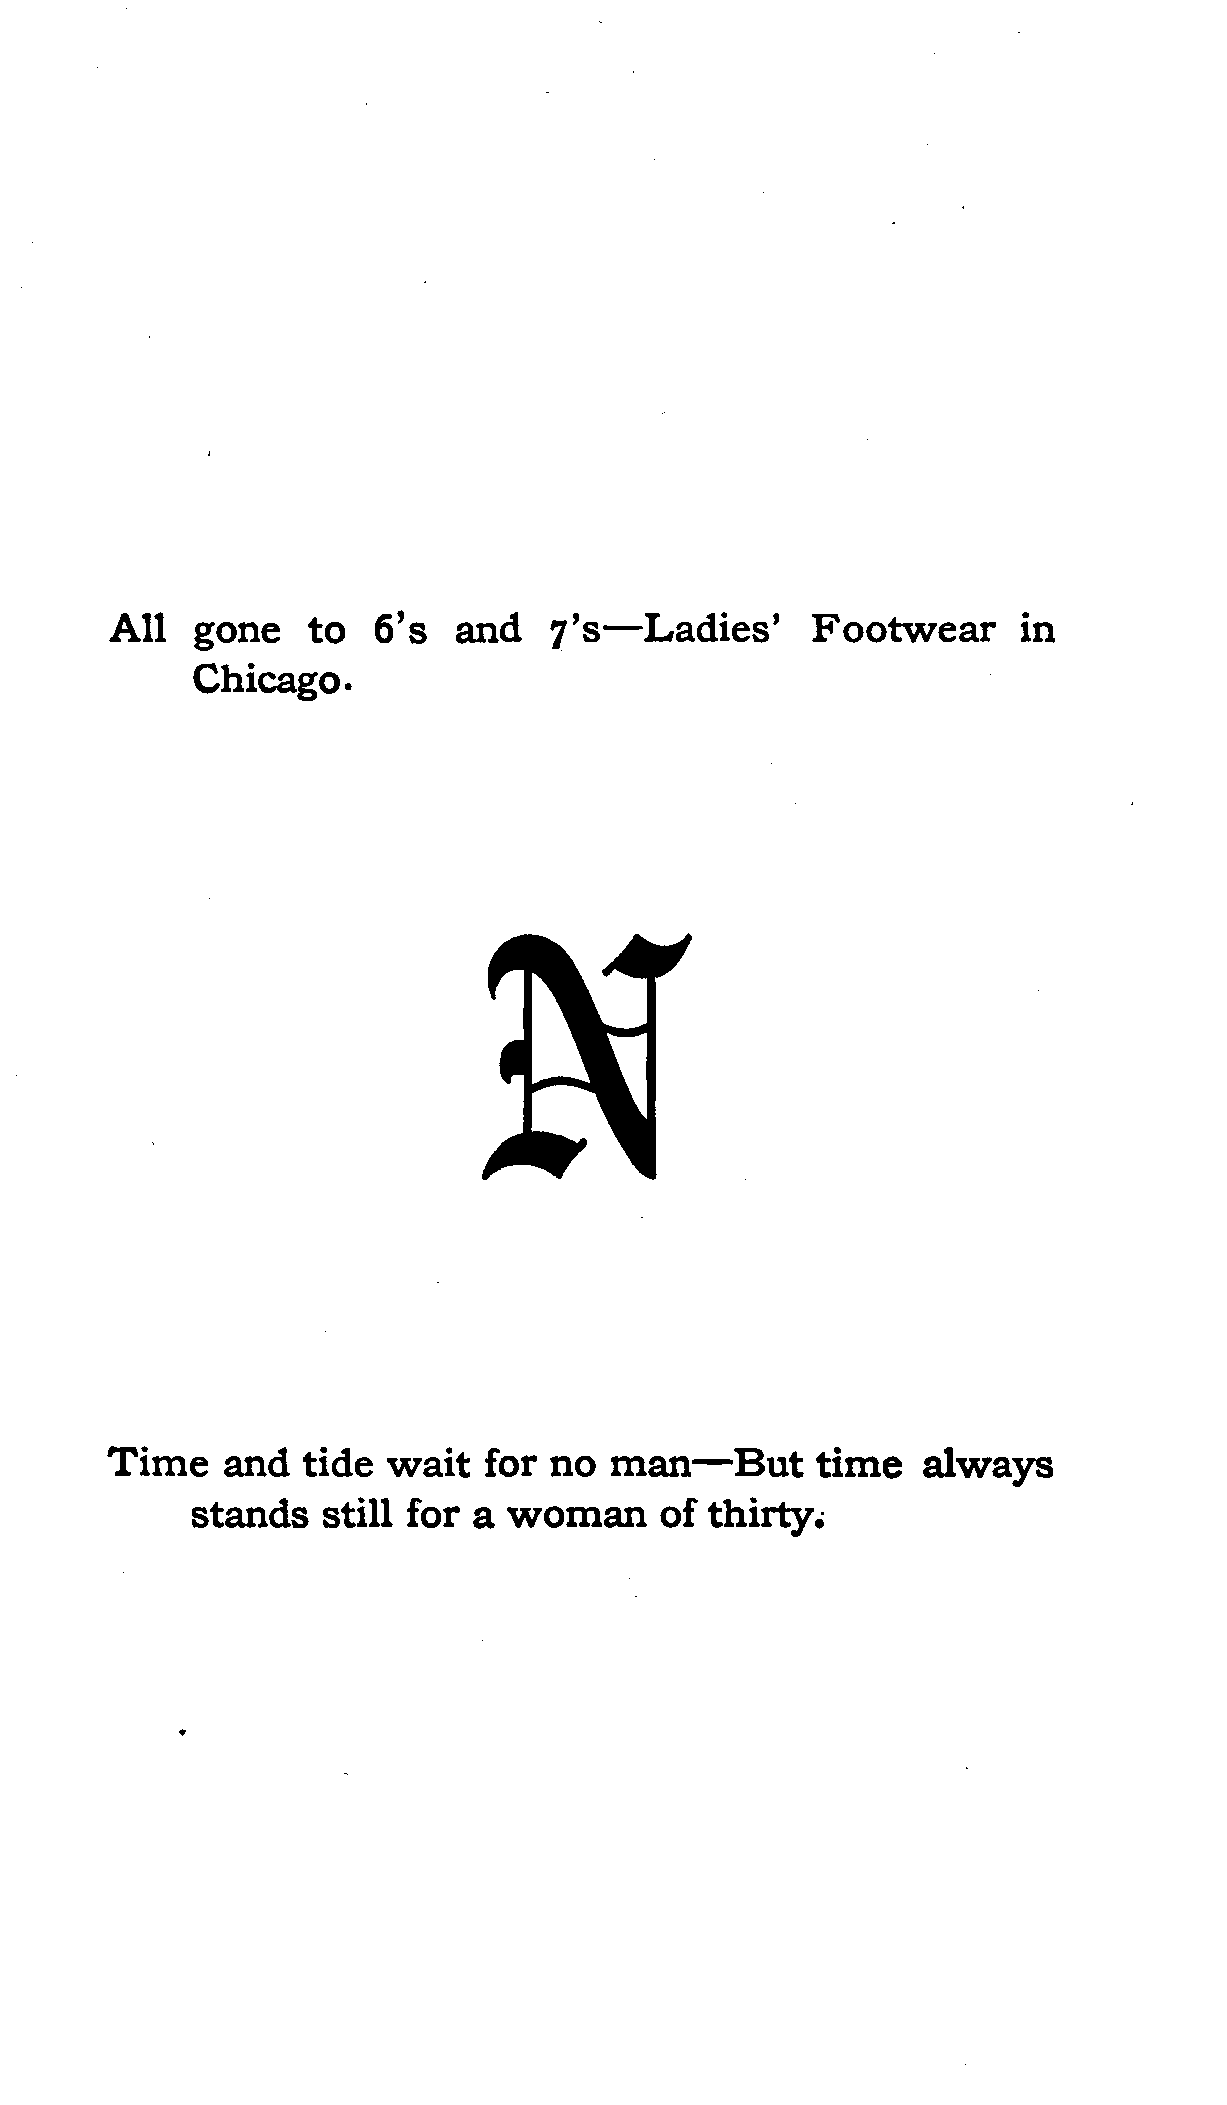 All gone to 6's and 7's—Ladies' Footwear in
Chicago.
N
Time and tide wait for no man—But time always
stands still for a woman of thirty.